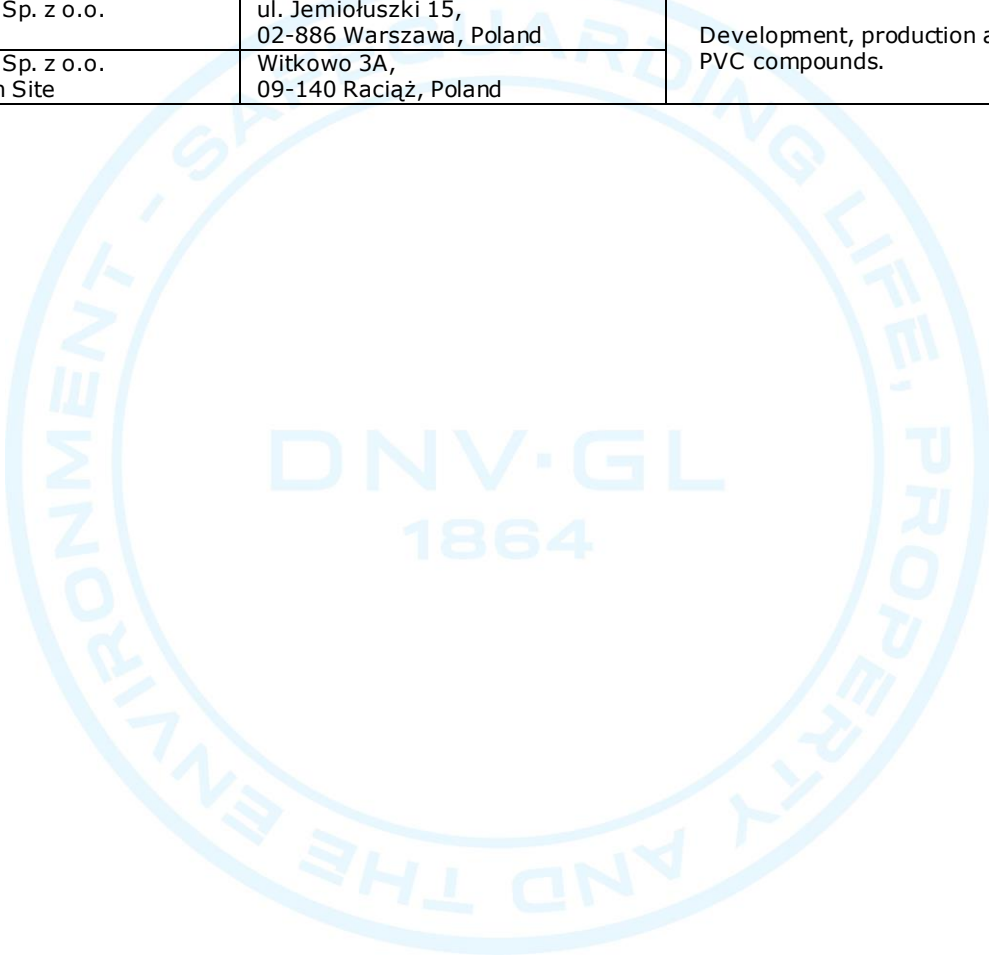 Sp. z o.o.
ul. Jemiołuszki 15,
02-886 Warszawa, Poland
Development, production
PVC compounds.
Sp. z o.o.
Site
Witkowo 3A,
09-140 Raciąż, Poland
SAFEGUARDING LIFE, PROPERTY AND THE ENVIRONMENT -
DNV·GL
1864